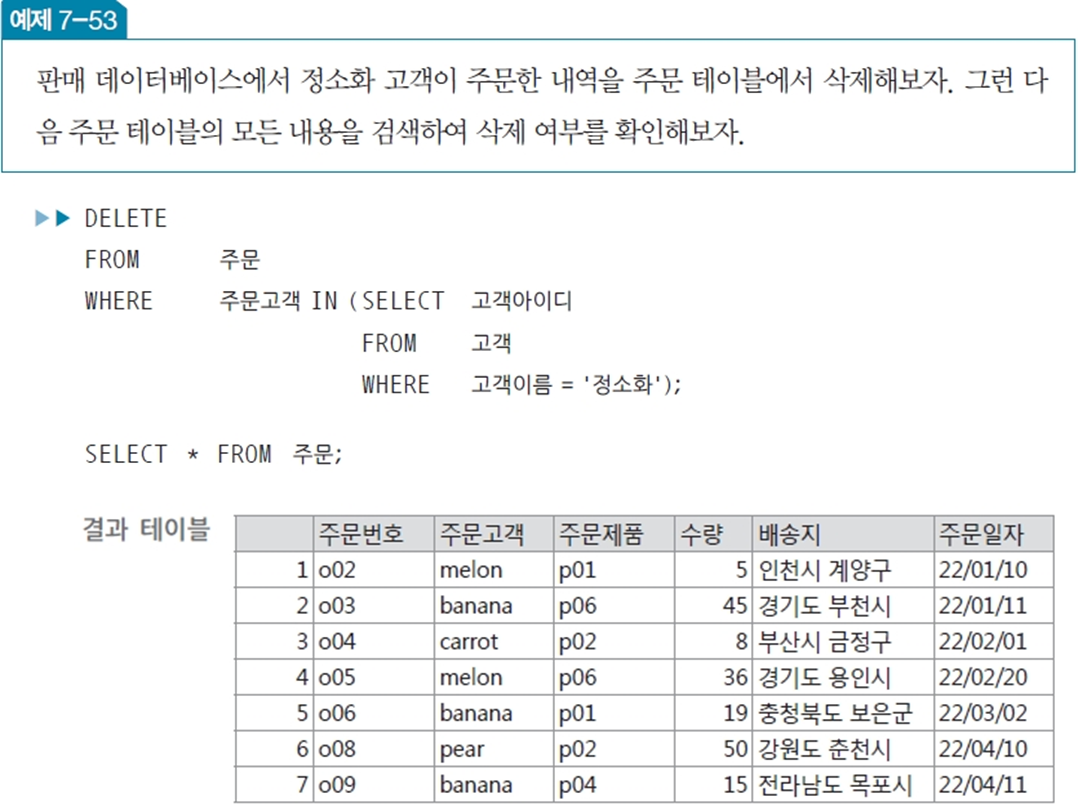 예제 7-53
판매 데이터베이스에서 정소화 고객이 주문한 내역을 주문 테이블에서 삭제해보자. 그런 다
음 주문 테이블의 모든 내용을 검색하여 삭제 여부를 확인해보자.
▶▶ DELETE
FROM 주문
WHERE 주문고객 IN (SELECT 고객아이디
FROM 고객
WHERE 고객이름 = '정소화');
SELECT * FROM 주문;
결과 테이블
주문번호 주문고객 주문제품 수량 배송지 주문일자
1 o02 melon p01 5 인천시 계양구 22/01/10
2 o03 banana p06 45 경기도 부천시 22/01/11
3 o04 carrot p02 8 부산시 금정구 22/02/01
4 o05 melon p06 36 경기도 용인시 22/02/20
5 o06 banana p01 19 충청북도 보은군 22/03/02
6 o08 pear p02 50 강원도 춘천시 22/04/10
7 o09 banana p04 15 전라남도 목포시 22/04/11